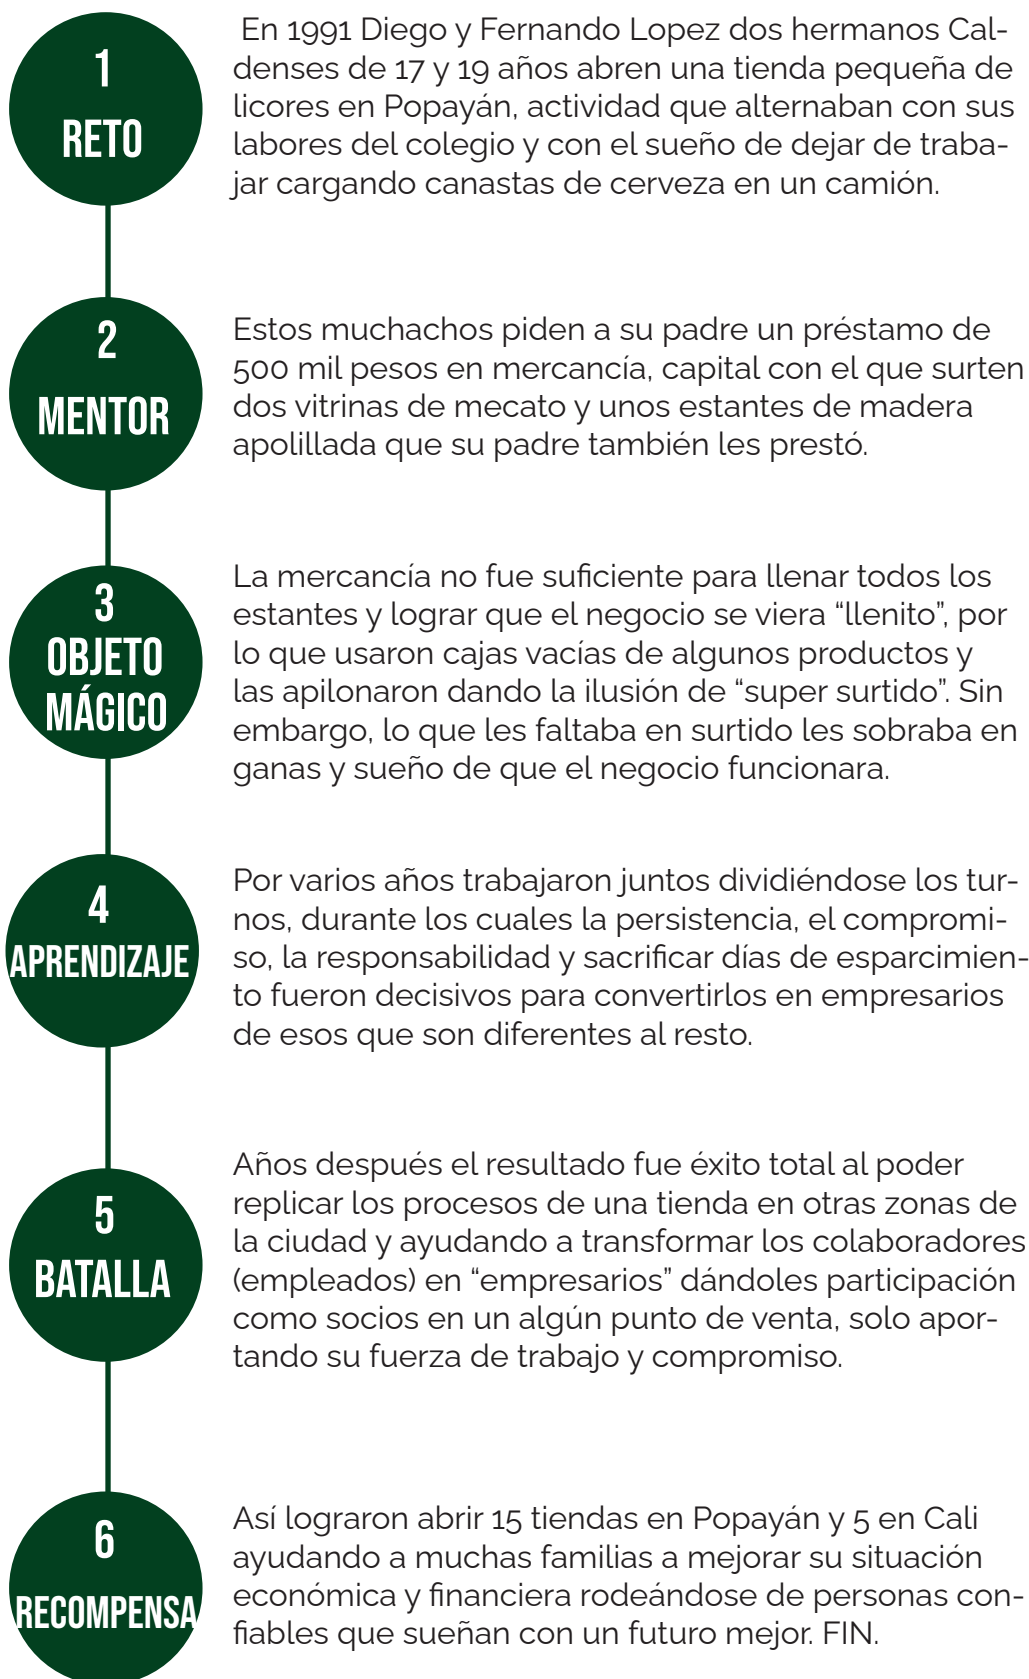 1
RETO
En 1991 Diego y Fernando Lopez dos hermanos Cal-
denses de 17 y 19 años abren una tienda pequeña de
licores en Popayán, actividad que alternaban con sus
labores del colegio y con el sueño de dejar de traba-
jar cargando canastas de cerveza en un camión.
2
MENTOR
Estos muchachos piden a su padre un préstamo de
500 mil pesos en mercancía, capital con el que surten
dos vitrinas de mecato y unos estantes de madera
apolillada que su padre también les prestó.
3
OBJETO
MÁGICO
La mercancía no fue suficiente para llenar todos los
estantes y lograr que el negocio se viera “llenito”, por
lo que usaron cajas vacías de algunos productos y
las apilonaron dando la ilusión de “super surtido”. Sin
embargo, lo que les faltaba en surtido les sobraba en
ganas y sueño de que el negocio funcionara.
4
APRENDIZAJE
Por varios años trabajaron juntos dividiéndose los tur-
nos, durante los cuales la persistencia, el compromi-
so, la responsabilidad y sacrificar días de esparcimien-
to fueron decisivos para convertirlos en empresarios
de esos que son diferentes al resto.
5
BATALLA
Años después el resultado fue éxito total al poder
replicar los procesos de una tienda en otras zonas de
la ciudad y ayudando a transformar los colaboradores
(empleados) en “empresarios” dándoles participación
como socios en un algún punto de venta, solo apor-
tando su fuerza de trabajo y compromiso.
6
RECOMPENSA
Así lograron abrir 15 tiendas en Popayán y 5 en Cali
ayudando a muchas familias a mejorar su situación
económica y financiera rodeándose de personas con-
fiables que sueñan con un futuro mejor. FIN.